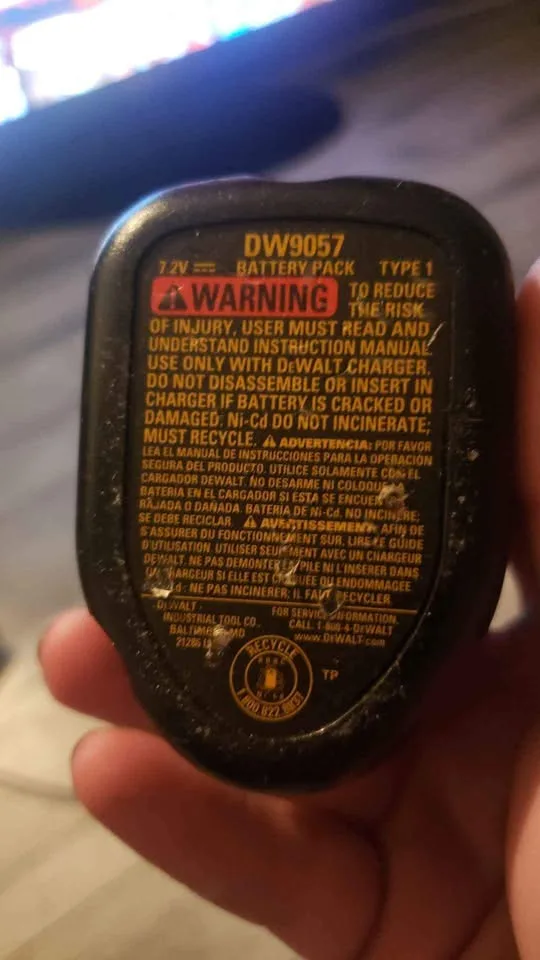 DW9057
7.2V BATTERY PACK TYPE 1
WARNING TO REDUCE
THE RISK
OF INJURY, USER MUST READ AND
UNDERSTAND INSTRUCTION MANUAL.
USE ONLY WITH DEWALT CHARGER.
DO NOT DISASSEMBLE OR INSERT IN
CHARGER IF BATTERY IS CRACKED OR
DAMAGED. Ni-Cd DO NOT INCINERATE;
MUST RECYCLE. ADVERTENCIA: POR FAVOR
LEA EL MANUAL DE INSTRUCCIONES PARA LA OPERACION
SEGURA DEL PRODUCTO. UTILICE SOLAMENTE CON EL
CARGADOR DEWALT. NO DESARME NI COLOQUE
BATERIA EN EL CARGADOR SI ESTA SE
RAJADA O DAÑADA. BATERIA DE Ni-Cd. NO INCINERE;
SE DEBE RECICLAR. AVERTISSEMENT: AFIN DE
S'ASSURER DU FONCTIONNEMENT SUR, LIRE LE GUIDE
D'UTILISATION. UTILISER SEULEMENT AVEC UN CHARGEUR
DEWALT. NE PAS DEMONTER PILE NI L'INSERER DANS
CHARGEUR SI ELLE EST OU ENDOMMAGEE
NE PAS INCINERER; IL FAUT RECYCLER
DEWALT FOR SERVICE INFORMATION,
INDUSTRIAL TOOL CO., CALL 1-800-4-DEWALT
BALTIMORE, MD www.DEWALT.com
RECYCLE
RBRC
1.800.822.8837
TP